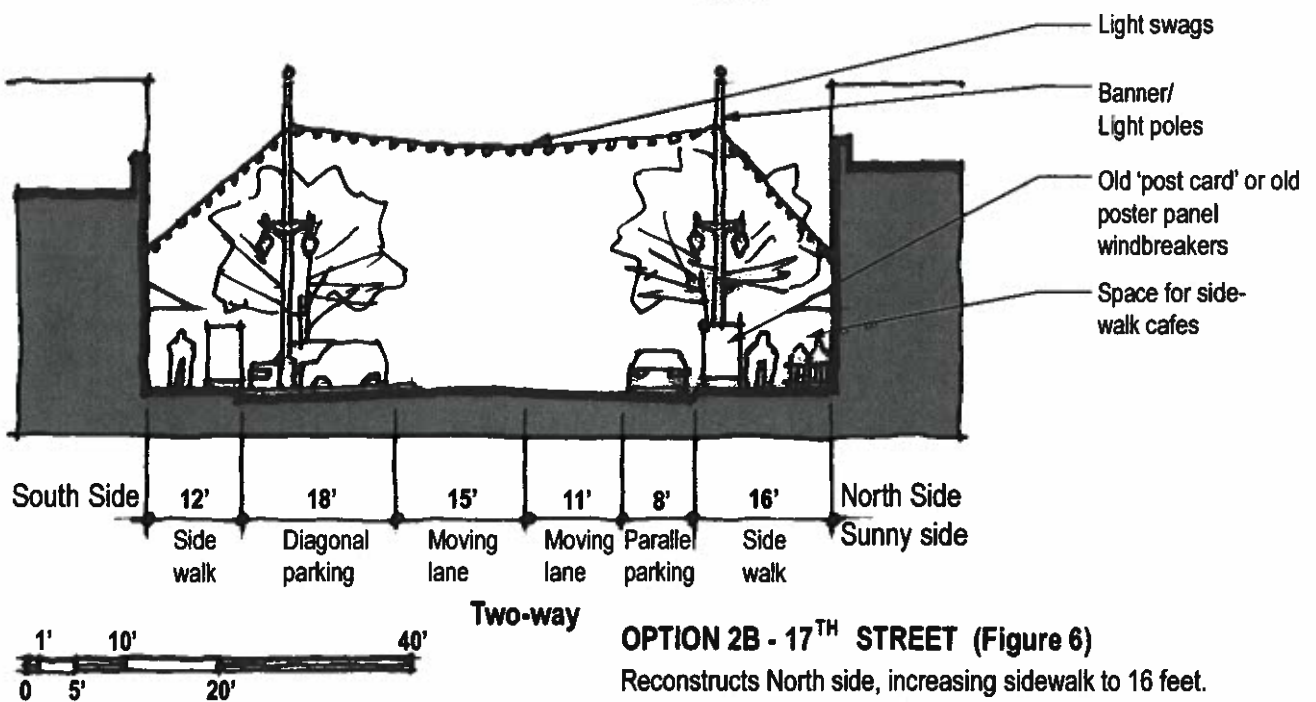 Light swags
Banner/
Light poles
Old 'post card' or old
poster panel
windbreakers
Space for side-
walk cafes
South Side 12' 18' 15' 11' 8' 16' North Side
Sunny side
Side
walk
Diagonal
parking
Moving
lane
Moving
lane
Paralle
parking
Side
walk
Two-way
1' 10' 40'
0 5' 20'
OPTION 2B - 17TH STREET (Figure 6)
Reconstructs North side, increasing sidewalk to 16 feet.